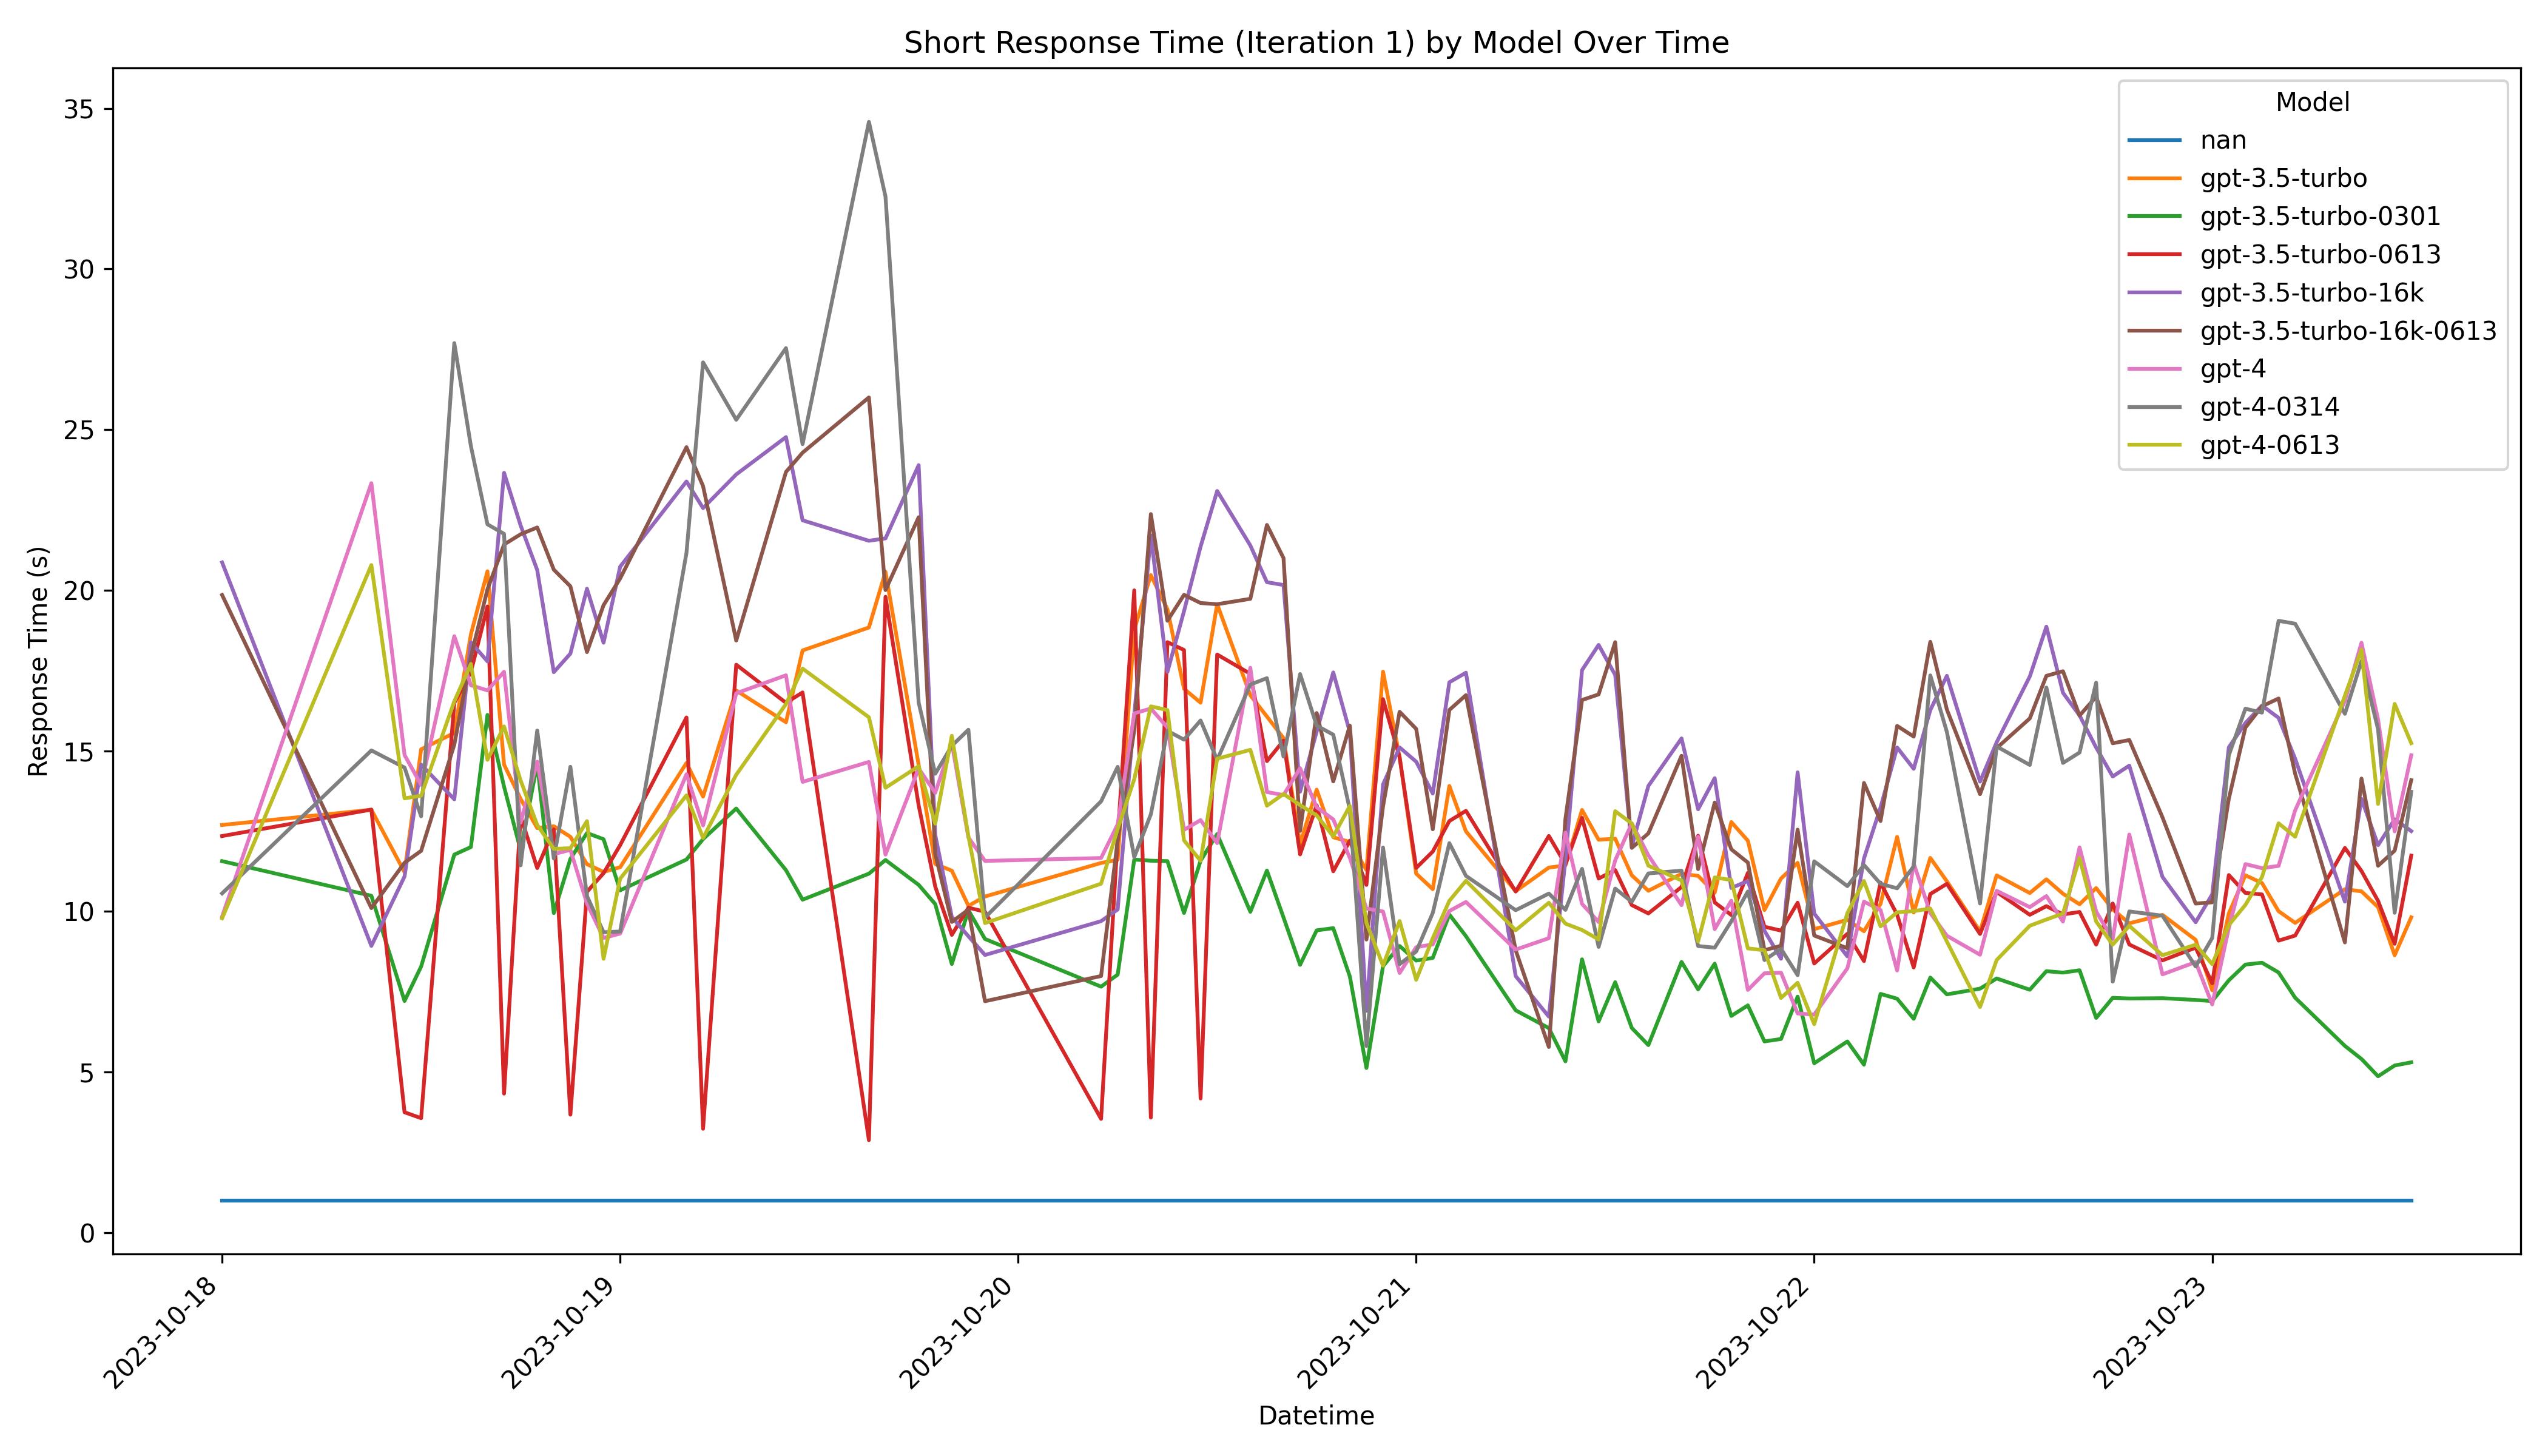 Short Response Time (Iteration 1) by Model Over Time
Model
nan
gpt-3.5-turbo
gpt-3.5-turbo-0301
gpt-3.5-turbo-0613
gpt-3.5-turbo-16k
gpt-3.5-turbo-16k-0613
gpt-4
gpt-4-0314
gpt-4-0613
Response Time (s)
35
30
25
20
15
10
5
0
2023-10-18
2023-10-19
2023-10-20
2023-10-21
2023-10-22
2023-10-23
Datetime